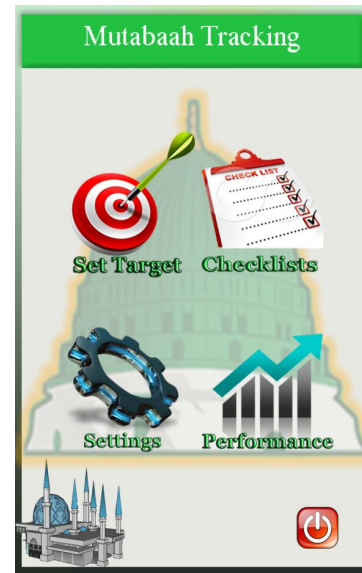 Mutabaah Tracking
CHECK LIST
Set Target
Checklists
Settings
Performance